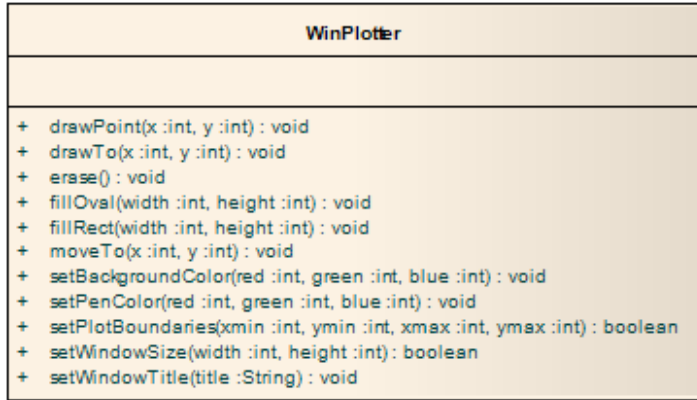 WinPlotter
+ drawPoint(x :int, y :int) : void
+ drawTo(x :int, y :int) : void
+ erase() : void
+ fillOval(width :int, height :int) : void
+ fillRect(width :int, height :int) : void
+ moveTo(x :int, y :int) : void
+ setBackgroundColor(red :int, green :int, blue :int) : void
+ setPenColor(red :int, green :int, blue :int) : void
+ setPlotBoundaries(xmin :int, ymin :int, xmax :int, ymax :int) : boolean
+ setWindowSize(width :int, height :int) : boolean
+ setWindowTitle(title :String) : void